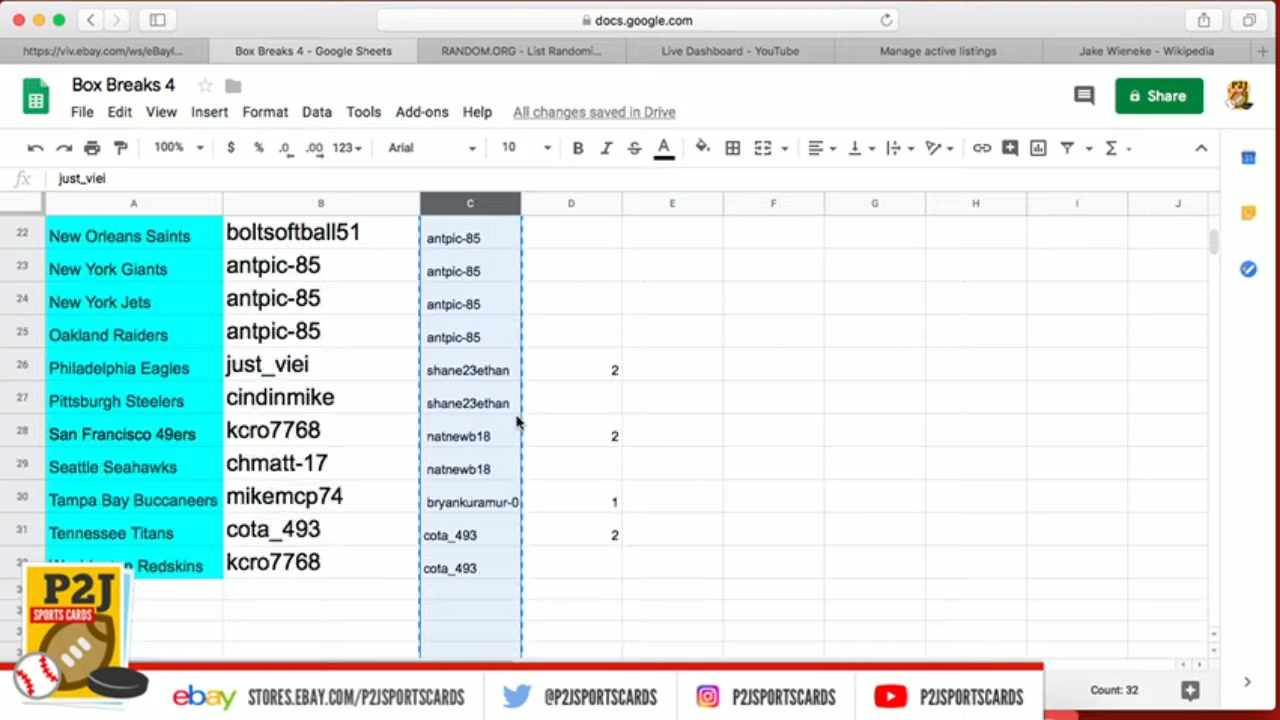 docs.google.com
https://viv.ebay.com/ws/eBayI...
Box Breaks 4 - Google Sheets
RANDOM.ORG - List Randomi...
Live Dashboard - YouTube
Manage active listings
Jake Wieneke - Wikipedia
Box Breaks 4
File Edit View Insert Format Data Tools Add-ons Help All changes saved in Drive
Share
100% $ % .0 .00 123 Arial 10 B I S A
fx just_viei
A B C D E F G H I J
22 New Orleans Saints boltsoftball51 antpic-85
23 New York Giants antpic-85 antpic-85
24 New York Jets antpic-85 antpic-85
25 Oakland Raiders antpic-85 antpic-85
26 Philadelphia Eagles just_viei shane23ethan 2
27 Pittsburgh Steelers cindinmike shane23ethan
28 San Francisco 49ers kcro7768 natnewb18 2
29 Seattle Seahawks chmatt-17 natnewb18
30 Tampa Bay Buccaneers mikemcp74 bryankuramur-0 1
31 Tennessee Titans cota_493 cota_493 2
Redskins kcro7768 cota_493
P2J
SPORTS CARDS
ebay STORES.EBAY.COM/P2JSPORTSCARDS @P2JSPORTSCARDS P2JSPORTSCARDS P2JSPORTSCARDS
Count: 32